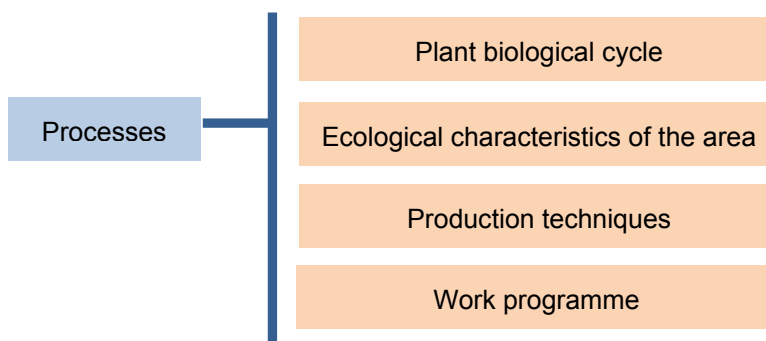 Plant biological cycle
Processes
Ecological characteristics of the area
Production techniques
Work programme